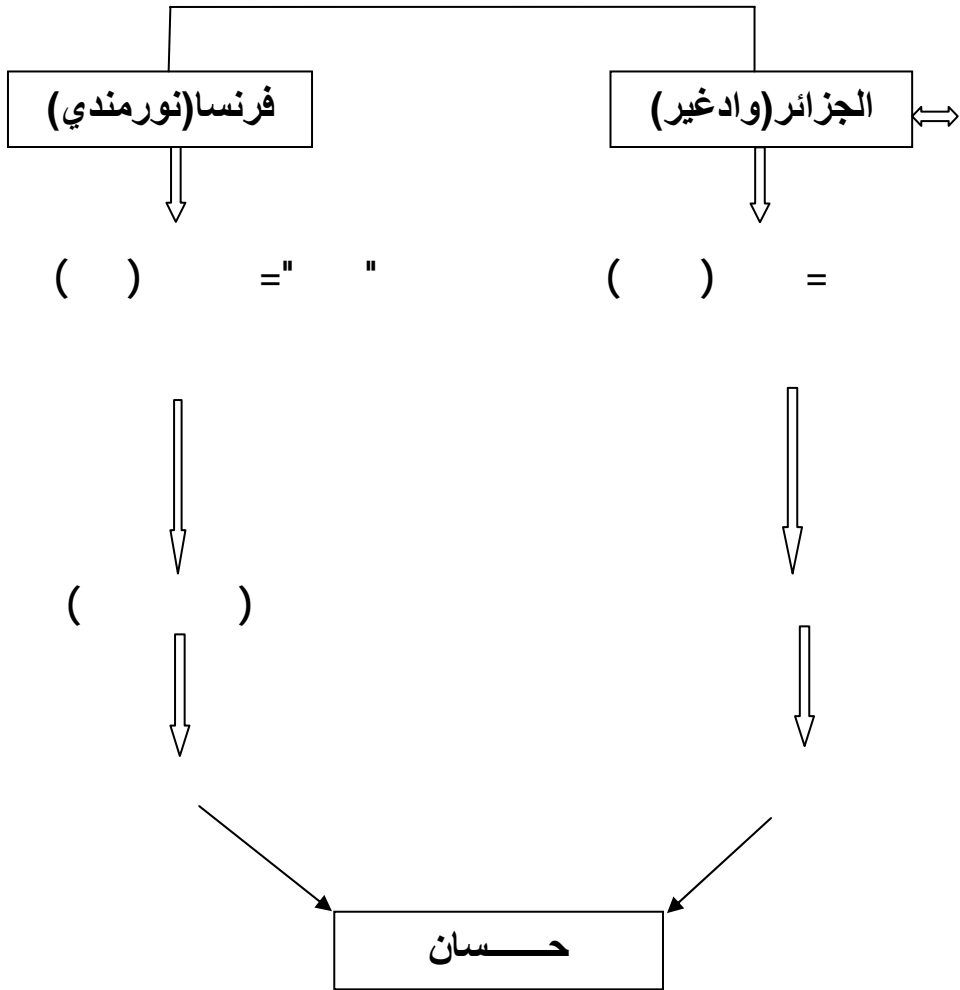 الجزائر(وادغير)
فرنسا(نورمندي)
( ) =
( ) =" "
( )
حـــــسان